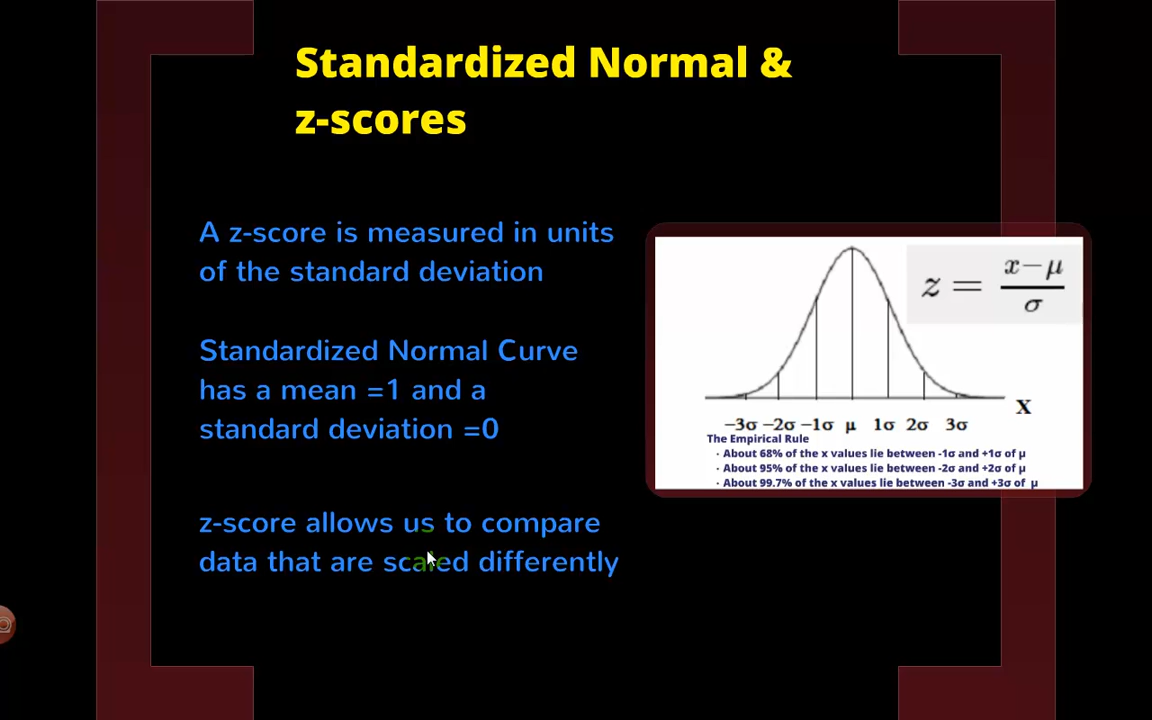 Standardized Normal &
z-scores
A z-score is measured in units
of the standard deviation
Standardized Normal Curve
has a mean =1 and a
standard deviation =0
z-score allows us to compare
data that are scaled differently
z = x−μ / σ
X
−3σ −2σ −1σ μ 1σ 2σ 3σ
The Empirical Rule
· About 68% of the x values lie between -1σ and +1σ of μ
· About 95% of the x values lie between -2σ and +2σ of μ
· About 99.7% of the x values lie between -3σ and +3σ of μ